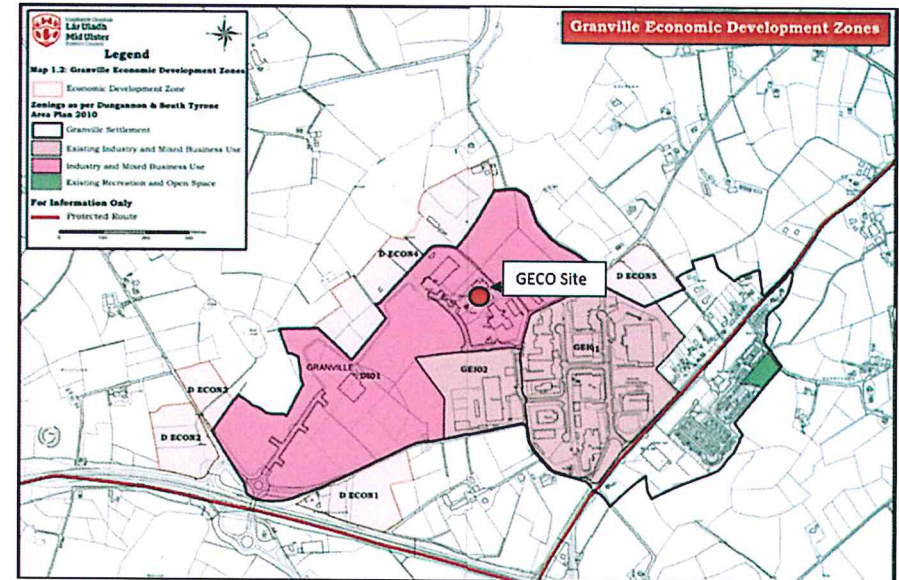 Comhairle Ceantair
Lár Uladh
Mid Ulster
District Council
Legend
Map 1.2: Granville Economic Development Zones
Economic Development Zone
Zonings as per Dungannon & South Tyrone
Area Plan 2010
Granville Settlement
Existing Industry and Mixed Business Use
Industry and Mixed Business Use
Existing Recreation and Open Space
For Information Only
Protected Route
Granville Economic Development Zones
D ECON4
GECO Site
D ECON5
GEI01
GRANVILLE
DI01
GEI02
D ECON3
D ECON2
D ECON1